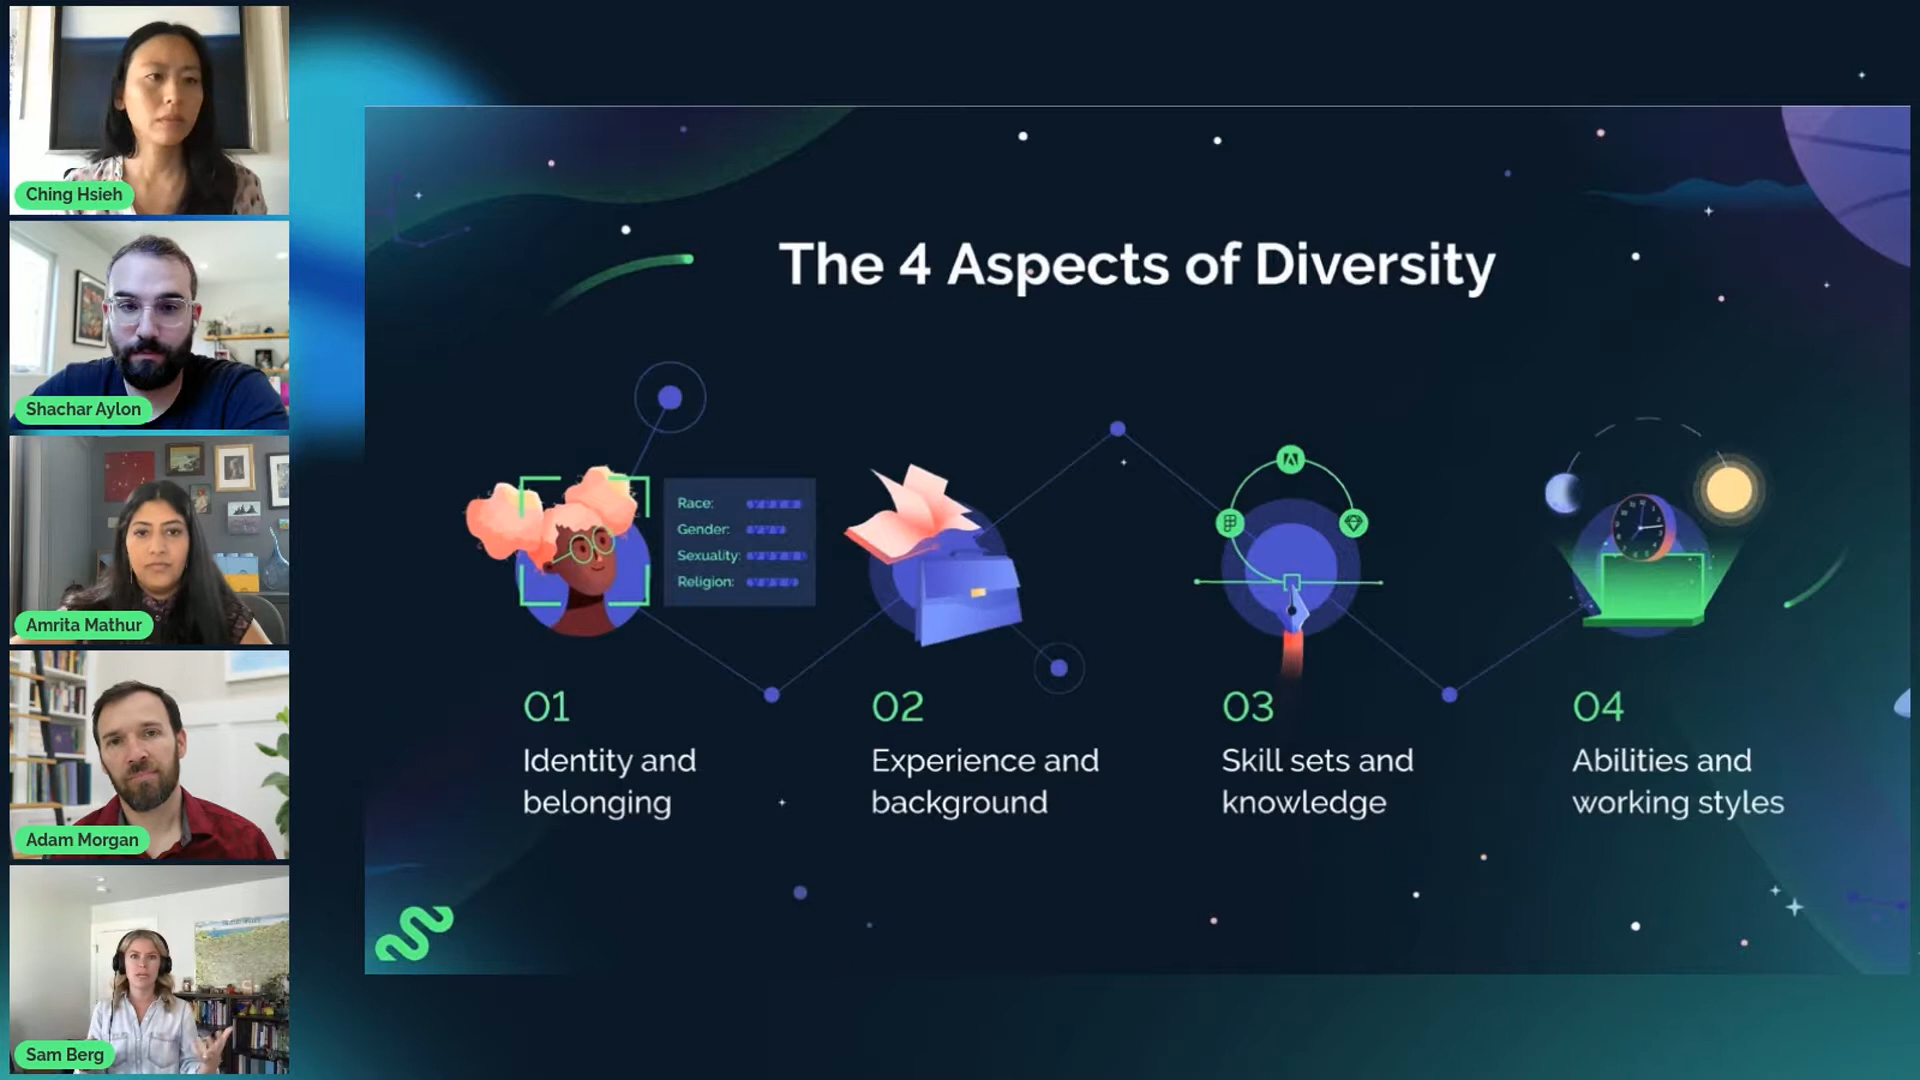 Ching Hsieh
Shachar Aylon
Amrita Mathur
Adam Morgan
Sam Berg
The 4 Aspects of Diversity
Race:
Gender:
Sexuality:
Religion:
01
Identity and
belonging
02
Experience and
background
03
Skill sets and
knowledge
04
Abilities and
working styles